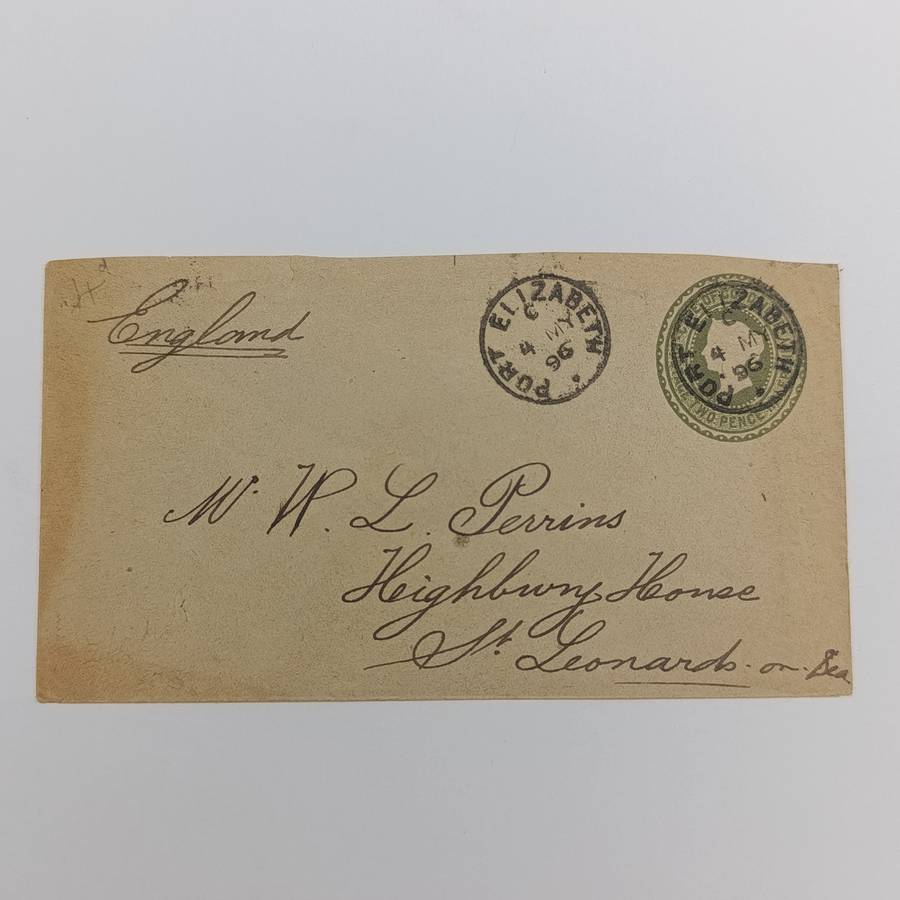 England
PORT ELIZABETH
6
4 MY
96
PORT ELIZABETH
4 MY
96
TWO PENCE
Mr. W. L. Perrins
Highbury House
St. Leonards-on-Sea